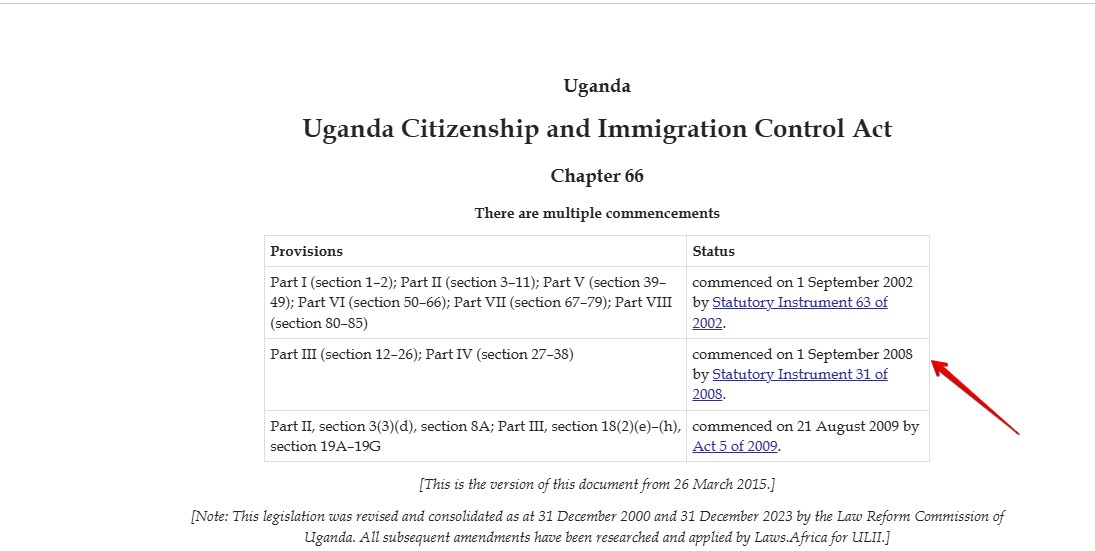 Uganda
Uganda Citizenship and Immigration Control Act
Chapter 66
There are multiple commencements
Provisions
Status
Part I (section 1–2); Part II (section 3–11); Part V (section 39–
49); Part VI (section 50–66); Part VII (section 67–79); Part VIII
(section 80–85)
commenced on 1 September 2002
by Statutory Instrument 63 of
2002.
Part III (section 12–26); Part IV (section 27–38)
commenced on 1 September 2008
by Statutory Instrument 31 of
2008.
Part II, section 3(3)(d), section 8A; Part III, section 18(2)(e)–(h),
section 19A–19G
commenced on 21 August 2009 by
Act 5 of 2009.
[This is the version of this document from 26 March 2015.]
[Note: This legislation was revised and consolidated as at 31 December 2000 and 31 December 2023 by the Law Reform Commission of
Uganda. All subsequent amendments have been researched and applied by Laws.Africa for ULII.]